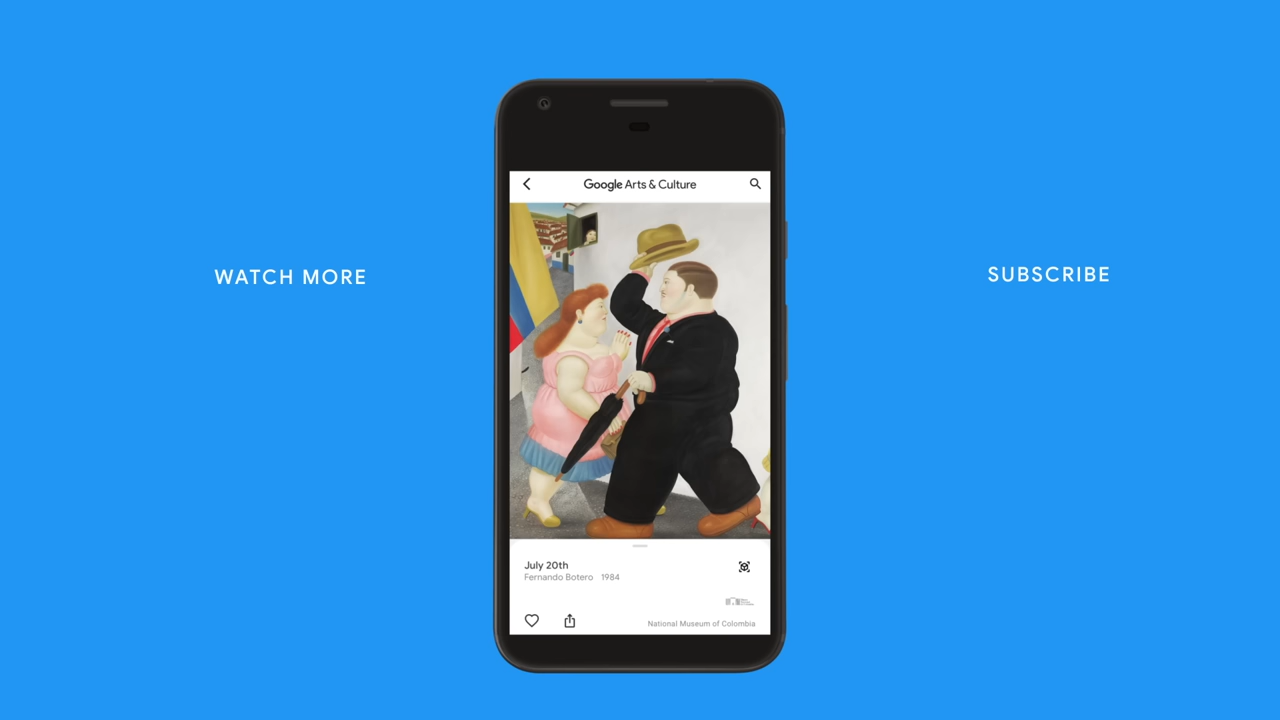 Google Arts & Culture
WATCH MORE
SUBSCRIBE
July 20th
Fernando Botero 1984
National Museum of Colombia